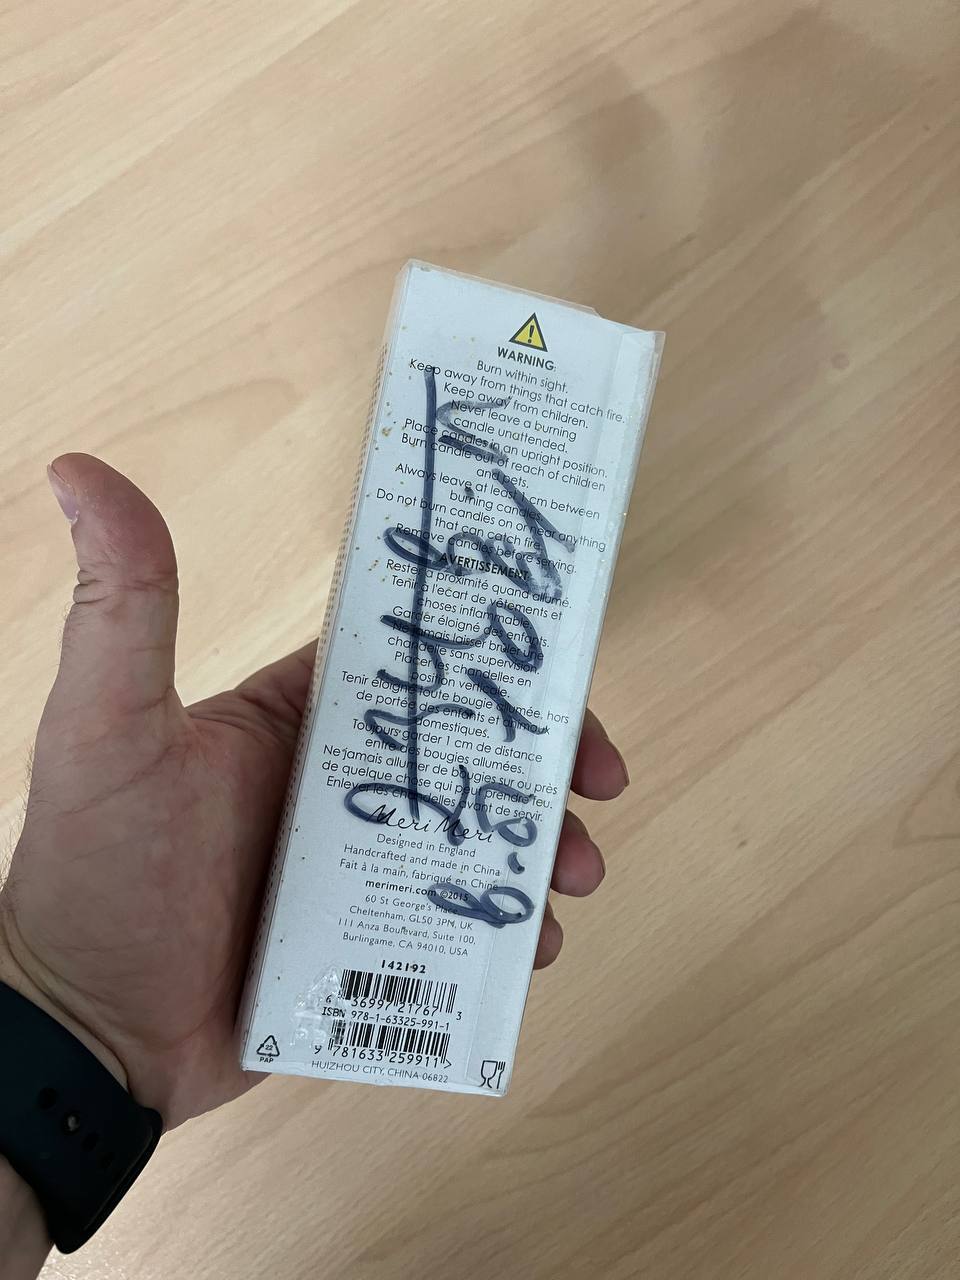 WARNING:
Burn within sight.
Keep away from things that catch fire.
Keep away from children.
Never leave a burning
candle unattended.
Place candles in an upright position.
Burn candle out of reach of children
and pets.
Always leave at least 1 cm between
burning candles.
Do not burn candles on or near anything
that can catch fire.
Remove candles before serving.
AVERTISSEMENT
Restez à proximité quand allumé.
Tenir à l'ecart de vêtements et
choses inflammable.
Garder éloigné des enfants.
Ne jamais laisser brûler une
chandelle sans supervision.
Placer les chandelles en
position verticale.
Tenir éloigné toute bougie allumée, hors
de portée des enfants et animaux
domestiques.
Toujours garder 1 cm de distance
entre des bougies allumées.
Ne jamais allumer de bougies sur ou près
de quelque chose qui peut prendre feu.
Enlever les chandelles avant de servir.
Meri Meri
Designed in England
Handcrafted and made in China
Fait à la main, fabriqué en Chine
merimeri.com ©2015
60 St George's Place,
Cheltenham, GL50 3PN, UK
111 Anza Boulevard, Suite 100,
Burlingame, CA 94010, USA
142192
6 36997 21767 3
ISBN 978-1-63325-991-1
9 781633 259911 >
HUIZHOU CITY, CHINA 06822
22
PAP